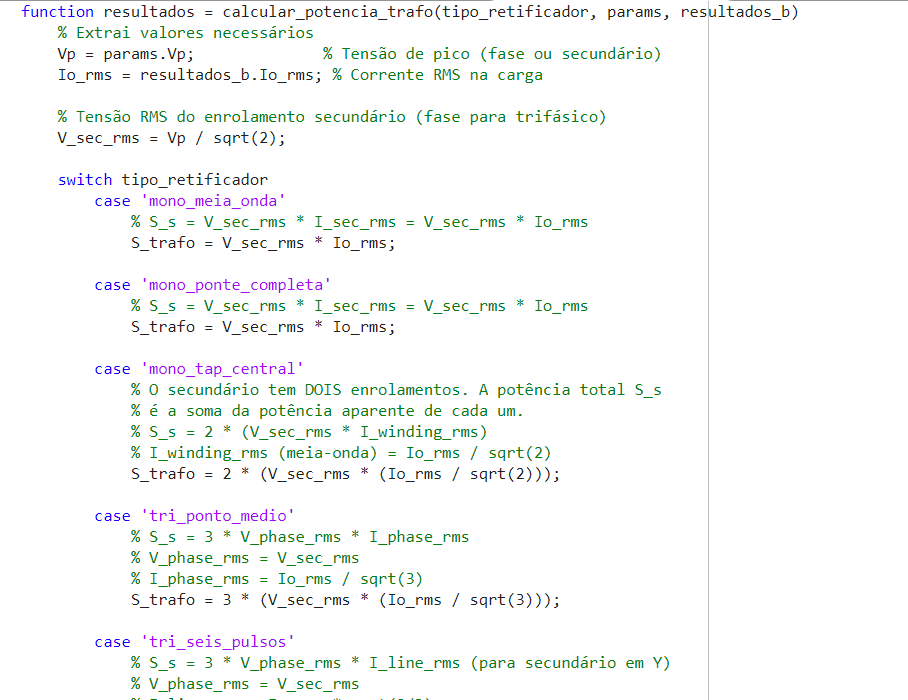 function resultados = calcular_potencia_trafo(tipo_retificador, params, resultados_b)
% Extrai valores necessários
Vp = params.Vp; % Tensão de pico (fase ou secundário)
Io_rms = resultados_b.Io_rms; % Corrente RMS na carga
% Tensão RMS do enrolamento secundário (fase para trifásico)
V_sec_rms = Vp / sqrt(2);
switch tipo_retificador
case 'mono_meia_onda'
% S_s = V_sec_rms * I_sec_rms = V_sec_rms * Io_rms
S_trafo = V_sec_rms * Io_rms;
case 'mono_ponte_completa'
% S_s = V_sec_rms * I_sec_rms = V_sec_rms * Io_rms
S_trafo = V_sec_rms * Io_rms;
case 'mono_tap_central'
% O secundário tem DOIS enrolamentos. A potência total S_s
% é a soma da potência aparente de cada um.
% S_s = 2 * (V_sec_rms * I_winding_rms)
% I_winding_rms (meia-onda) = Io_rms / sqrt(2)
S_trafo = 2 * (V_sec_rms * (Io_rms / sqrt(2)));
case 'tri_ponto_medio'
% S_s = 3 * V_phase_rms * I_phase_rms
% V_phase_rms = V_sec_rms
% I_phase_rms = Io_rms / sqrt(3)
S_trafo = 3 * (V_sec_rms * (Io_rms / sqrt(3)));
case 'tri_seis_pulsos'
% S_s = 3 * V_phase_rms * I_line_rms (para secundário em Y)
% V_phase_rms = V_sec_rms